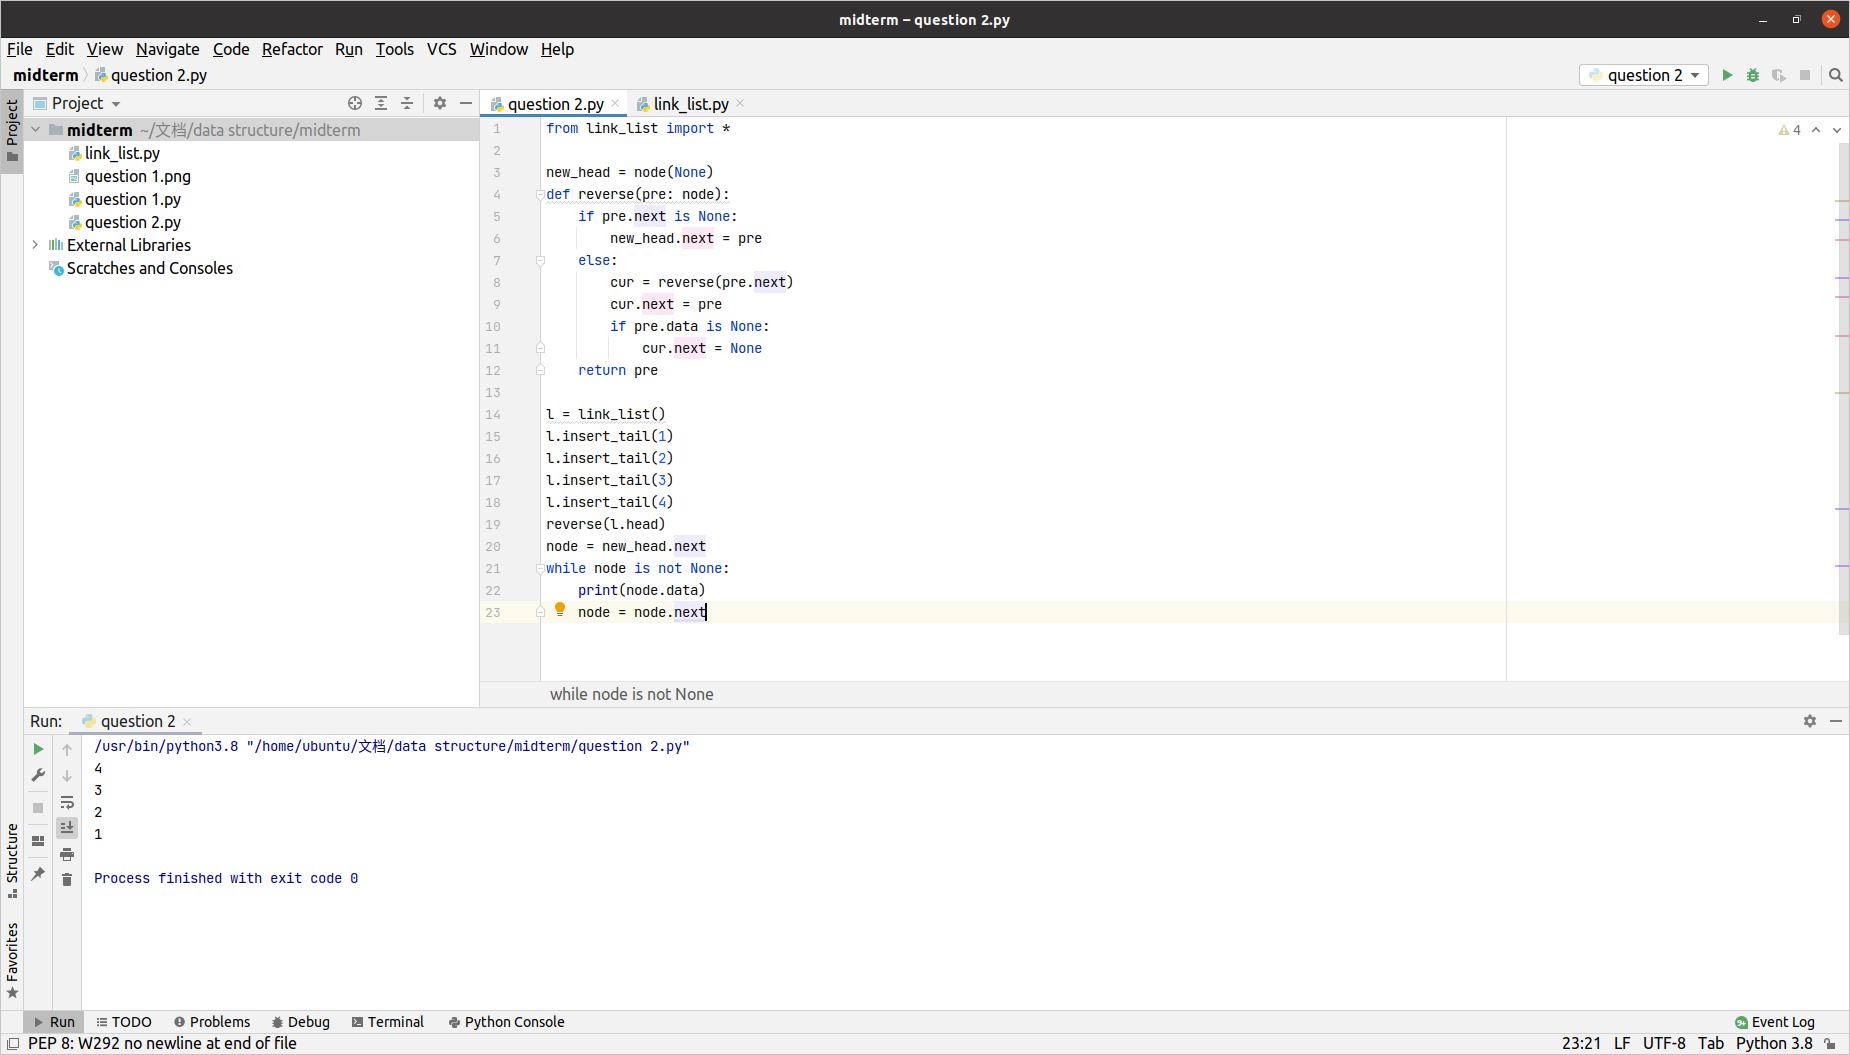 midterm – question 2.py
File Edit View Navigate Code Refactor Run Tools VCS Window Help
midterm question 2.py
question 2
Project
question 2.py
link_list.py
Project
midterm ~/文档/data structure/midterm
link_list.py
question 1.png
question 1.py
question 2.py
External Libraries
Scratches and Consoles
4
1 from link_list import *
2
3 new_head = node(None)
4 def reverse(pre: node):
5     if pre.next is None:
6         new_head.next = pre
7     else:
8         cur = reverse(pre.next)
9         cur.next = pre
10         if pre.data is None:
11             cur.next = None
12     return pre
13
14 l = link_list()
15 l.insert_tail(1)
16 l.insert_tail(2)
17 l.insert_tail(3)
18 l.insert_tail(4)
19 reverse(l.head)
20 node = new_head.next
21 while node is not None:
22     print(node.data)
23     node = node.next
while node is not None
Run: question 2
/usr/bin/python3.8 "/home/ubuntu/文档/data structure/midterm/question 2.py"
4
3
2
1
Process finished with exit code 0
Structure
Favorites
Run TODO Problems Debug Terminal Python Console
9+ Event Log
PEP 8: W292 no newline at end of file
23:21 LF UTF-8 Tab Python 3.8